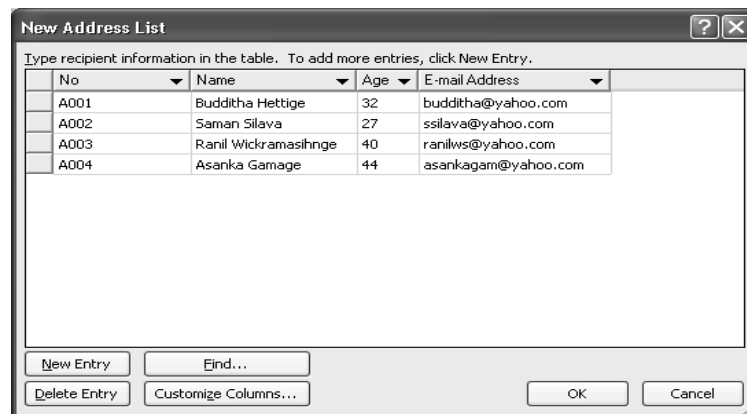 New Address List
Type recipient information in the table. To add more entries, click New Entry.
No Name Age E-mail Address
A001 Budditha Hettige 32 budditha@yahoo.com
A002 Saman Silava 27 ssilava@yahoo.com
A003 Ranil Wickramasihnge 40 ranilws@yahoo.com
A004 Asanka Gamage 44 asankagam@yahoo.com
New Entry Find...
Delete Entry Customize Columns... OK Cancel